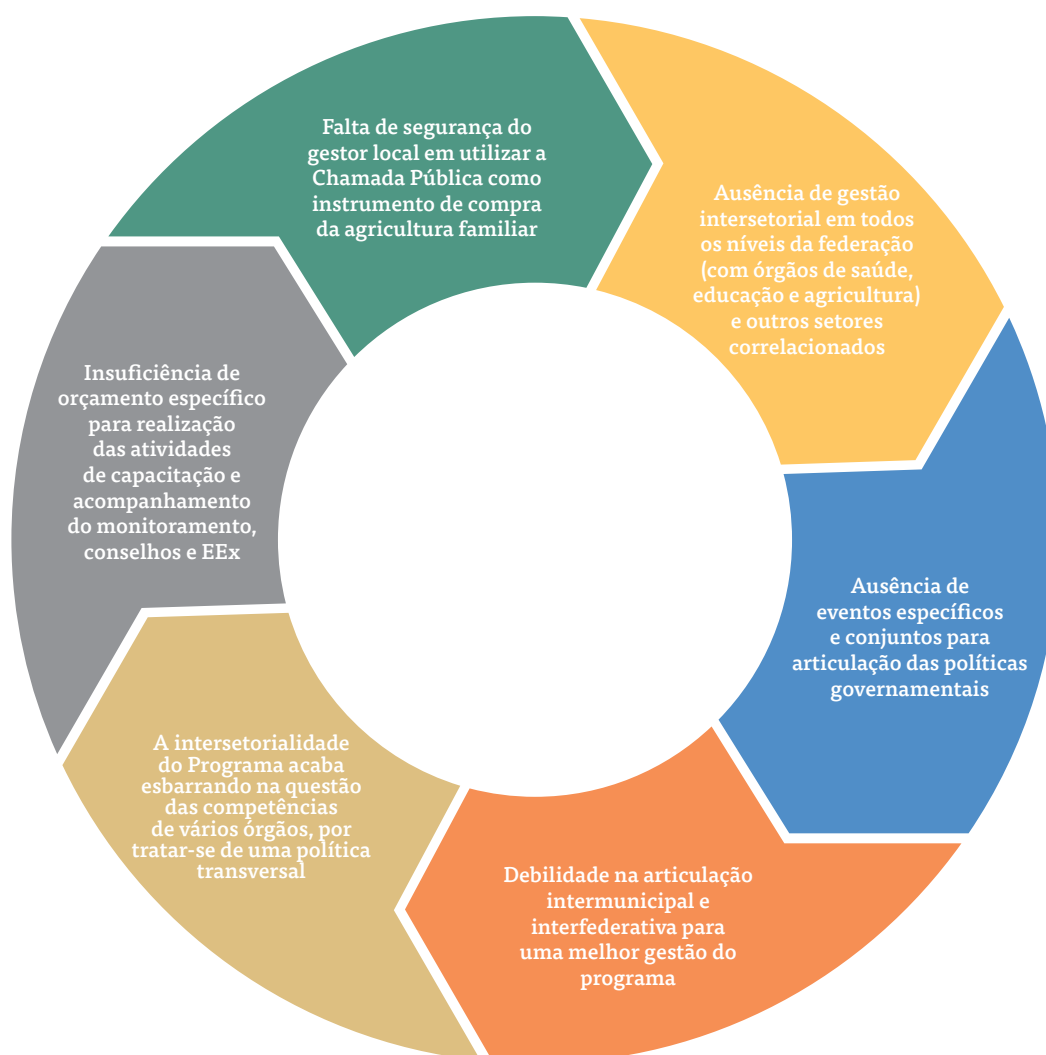 Falta de segurança do
gestor local em utilizar a
Chamada Pública como
instrumento de compra
da agricultura familiar
Ausência de gestão
intersetorial em todos
os níveis da federação
(com órgãos de saúde,
educação e agricultura)
e outros setores
correlacionados
Ausência de
eventos específicos
e conjuntos para
articulação das políticas
governamentais
Debilidade na articulação
intermunicipal e
interfederativa para
uma melhor gestão do
programa
A intersetorialidade
do Programa acaba
esbarrando na questão
das competências
de vários órgãos, por
tratar-se de uma política
transversal
Insuficiência de
orçamento específico
para realização
das atividades
de capacitação e
acompanhamento
do monitoramento,
conselhos e EEx